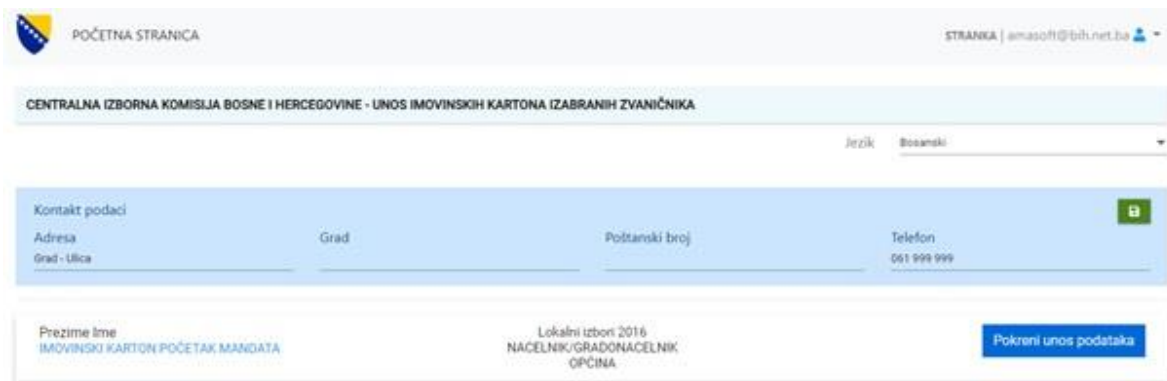 POČETNA STRANICA
STRANKA | amasoft@bih.net.ba
CENTRALNA IZBORNA KOMISIJA BOSNE I HERCEGOVINE - UNOS IMOVINSKIH KARTONA IZABRANIH ZVANIČNIKA
Jezik Bosanski
Kontakt podaci
Adresa Grad Poštanski broj Telefon
Grad - Ulica 061 999 999
Prezime Ime Lokalni izbori 2016
IMOVINSKI KARTON POČETAK MANDATA NACELNIK/GRADONACELNIK Pokreni unos podataka
OPĆINA